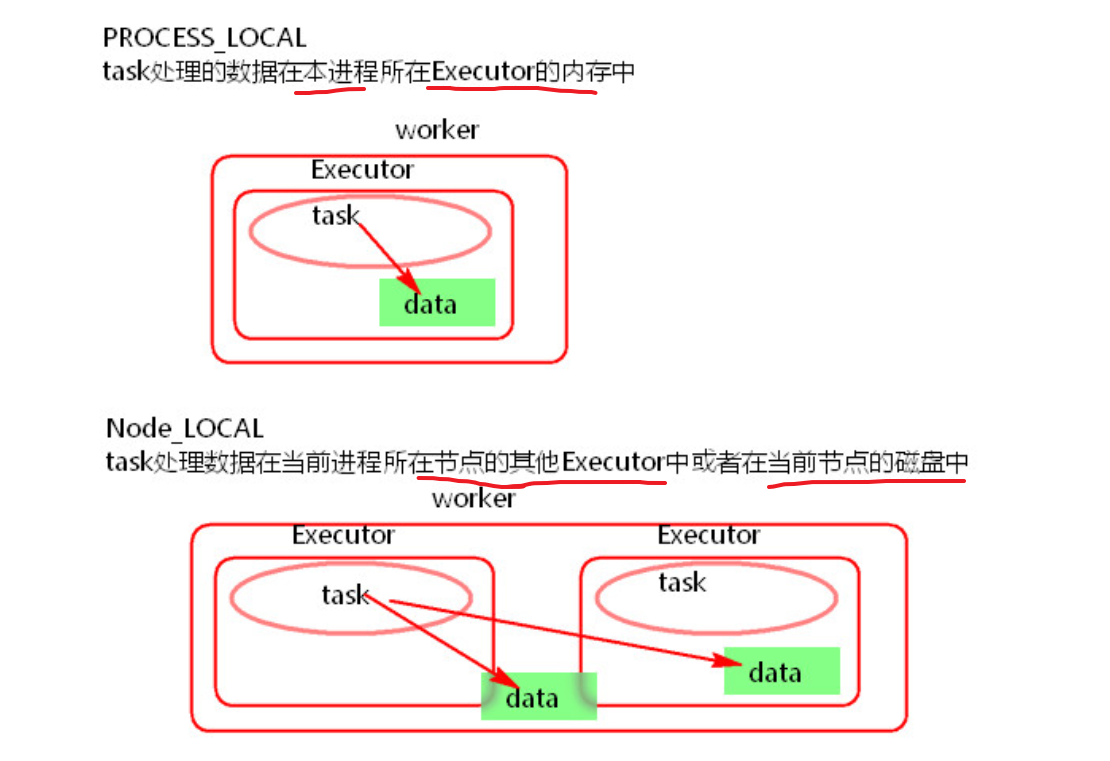 PROCESS_LOCAL
task处理的数据在本进程所在Executor的内存中
worker
Executor
task
data
Node_LOCAL
task处理数据在当前进程所在节点的其他Executor中或者在当前节点的磁盘中
worker
Executor
Executor
task
task
data
data